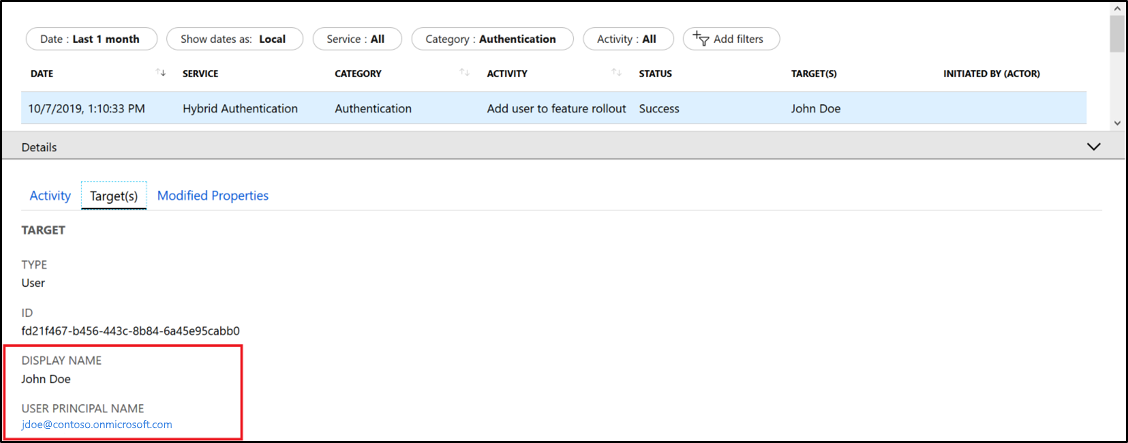 Date : Last 1 month Show dates as: Local Service : All Category : Authentication Activity : All Add filters
DATE SERVICE CATEGORY ACTIVITY STATUS TARGET(S) INITIATED BY (ACTOR)
10/7/2019, 1:10:33 PM Hybrid Authentication Authentication Add user to feature rollout Success John Doe
Details
Activity Target(s) Modified Properties
TARGET
TYPE
User
ID
fd21f467-b456-443c-8b84-6a45e95cabb0
DISPLAY NAME
John Doe
USER PRINCIPAL NAME
jdoe@contoso.onmicrosoft.com